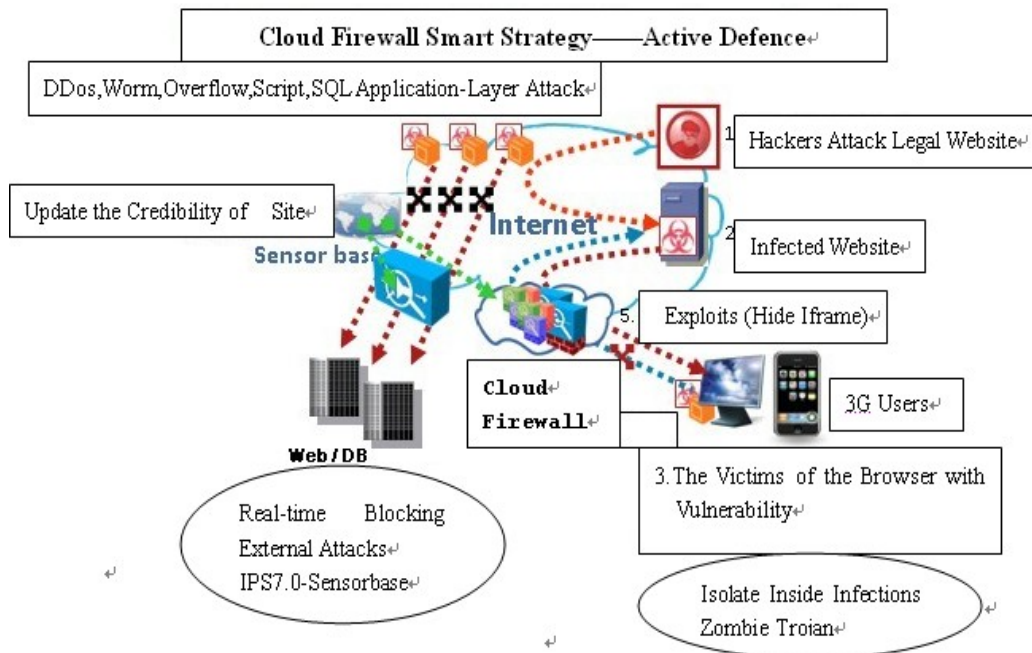 Cloud Firewall Smart Strategy——Active Defence
DDos,Worm,Overflow,Script,SQL Application-Layer Attack
1
Hackers Attack Legal Website
Update the Credibility of Site
Internet
Sensor base
2
Infected Website
5.
Exploits (Hide Iframe)
Cloud
Firewall
3G Users
Web / DB
3.The Victims of the Browser with
Vulnerability
Real-time Blocking
External Attacks
IPS7.0-Sensorbase
Isolate Inside Infections
Zombie Troian